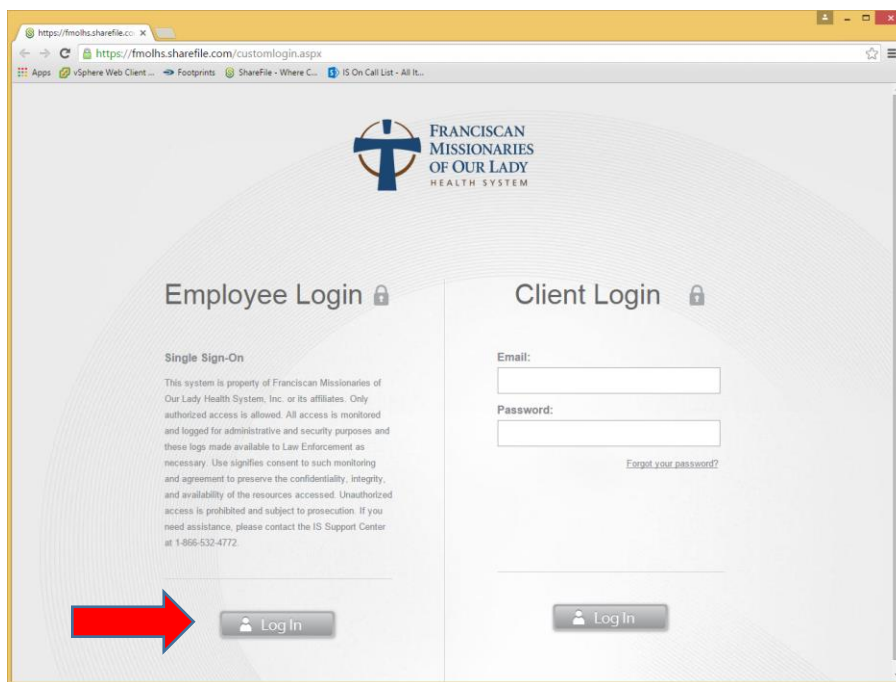 https://fmolhs.sharefile.co
https://fmolhs.sharefile.com/customlogin.aspx
Apps vSphere Web Client ... Footprints ShareFile - Where C... IS On Call List - All It...
FRANCISCAN
MISSIONARIES
OF OUR LADY
HEALTH SYSTEM
Employee Login
Single Sign-On
This system is property of Franciscan Missionaries of
Our Lady Health System, Inc. or its affiliates. Only
authorized access is allowed. All access is monitored
and logged for administrative and security purposes and
these logs made available to Law Enforcement as
necessary. Use signifies consent to such monitoring
and agreement to preserve the confidentiality, integrity,
and availability of the resources accessed. Unauthorized
access is prohibited and subject to prosecution. If you
need assistance, please contact the IS Support Center
at 1-866-532-4772.
Log In
Client Login
Email:
Password:
Forgot your password?
Log In